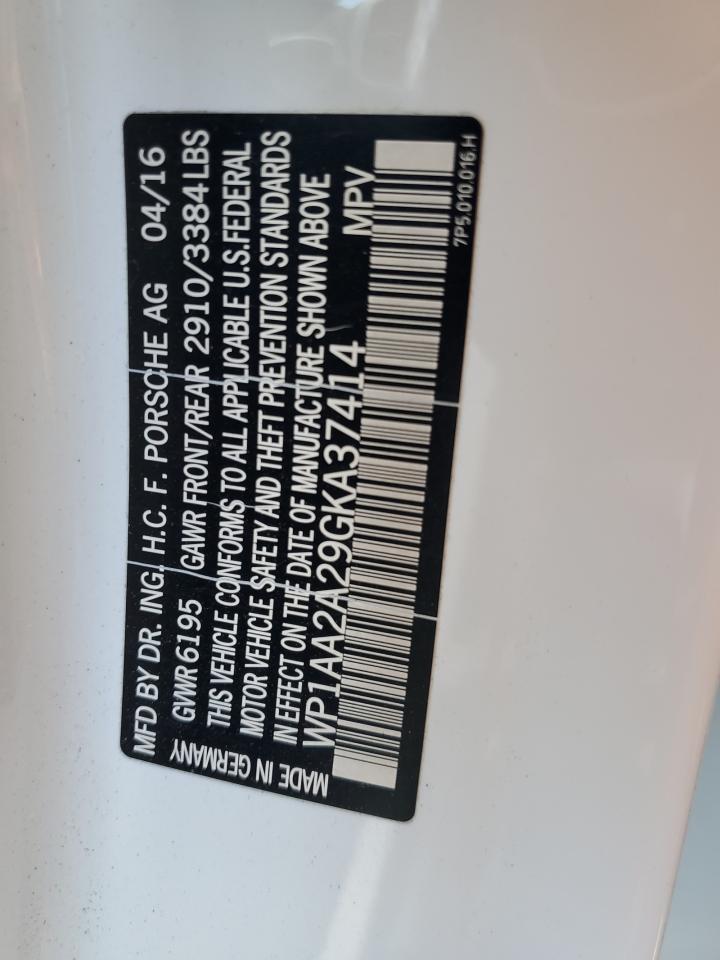 MFD BY DR. ING. H.C. F. PORSCHE AG 04/16
GVWR 6195 GAWR FRONT/REAR 2910/3384 LBS
THIS VEHICLE CONFORMS TO ALL APPLICABLE U.S. FEDERAL
MOTOR VEHICLE SAFETY AND THEFT PREVENTION STANDARDS
IN EFFECT ON THE DATE OF MANUFACTURE SHOWN ABOVE
WP1AA2A29GKA37414 MPV
MADE IN GERMANY
7P5.010.016.H